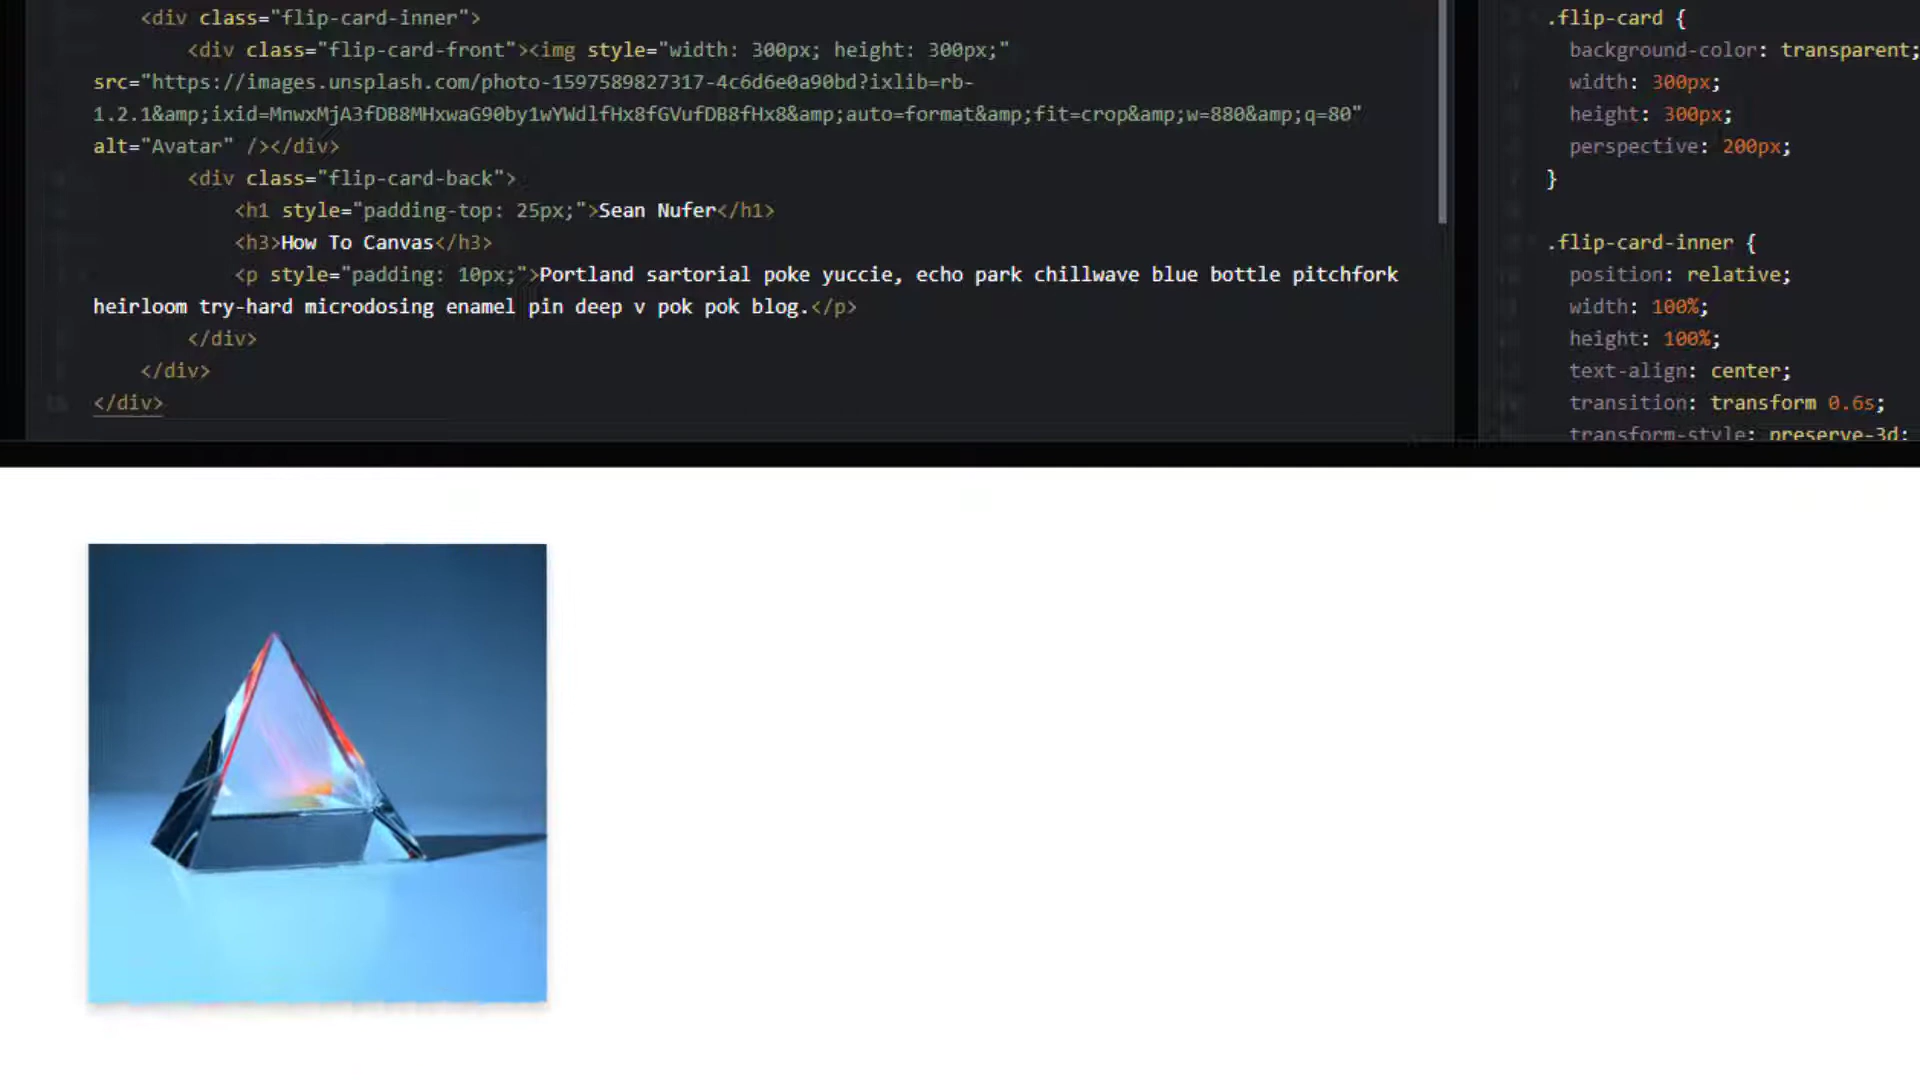 <div class="flip-card-inner">
<div class="flip-card-front"><img style="width: 300px; height: 300px;"
src="https://images.unsplash.com/photo-1597589827317-4c6d6e0a90bd?ixlib=rb-
1.2.1&amp;ixid=MnwxMjA3fDB8MHxwaG90by1wYWdlfHx8fGVufDB8fHx8&amp;auto=format&amp;fit=crop&amp;w=880&amp;q=80"
alt="Avatar" /></div>
<div class="flip-card-back">
<h1 style="padding-top: 25px;">Sean Nufer</h1>
<h3>How To Canvas</h3>
<p style="padding: 10px;">Portland sartorial poke yuccie, echo park chillwave blue bottle pitchfork
heirloom try-hard microdosing enamel pin deep v pok pok blog.</p>
</div>
</div>
</div>
.flip-card {
background-color: transparent;
width: 300px;
height: 300px;
perspective: 200px;
}
.flip-card-inner {
position: relative;
width: 100%;
height: 100%;
text-align: center;
transition: transform 0.6s;
transform-style: preserve-3d;